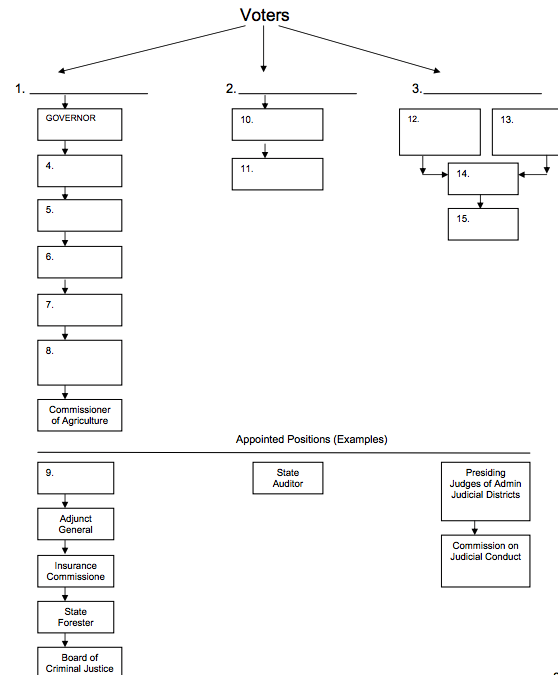 Voters
1. 2. 3.
GOVERNOR
10.
12.
13.
4.
11.
14.
5.
15.
6.
7.
8.
Commissioner
of Agriculture
Appointed Positions (Examples)
9.
State
Auditor
Presiding
Judges of Admin
Judicial Districts
Adjunct
General
Commission on
Judicial Conduct
Insurance
Commissione
State
Forester
Board of
Criminal Justice